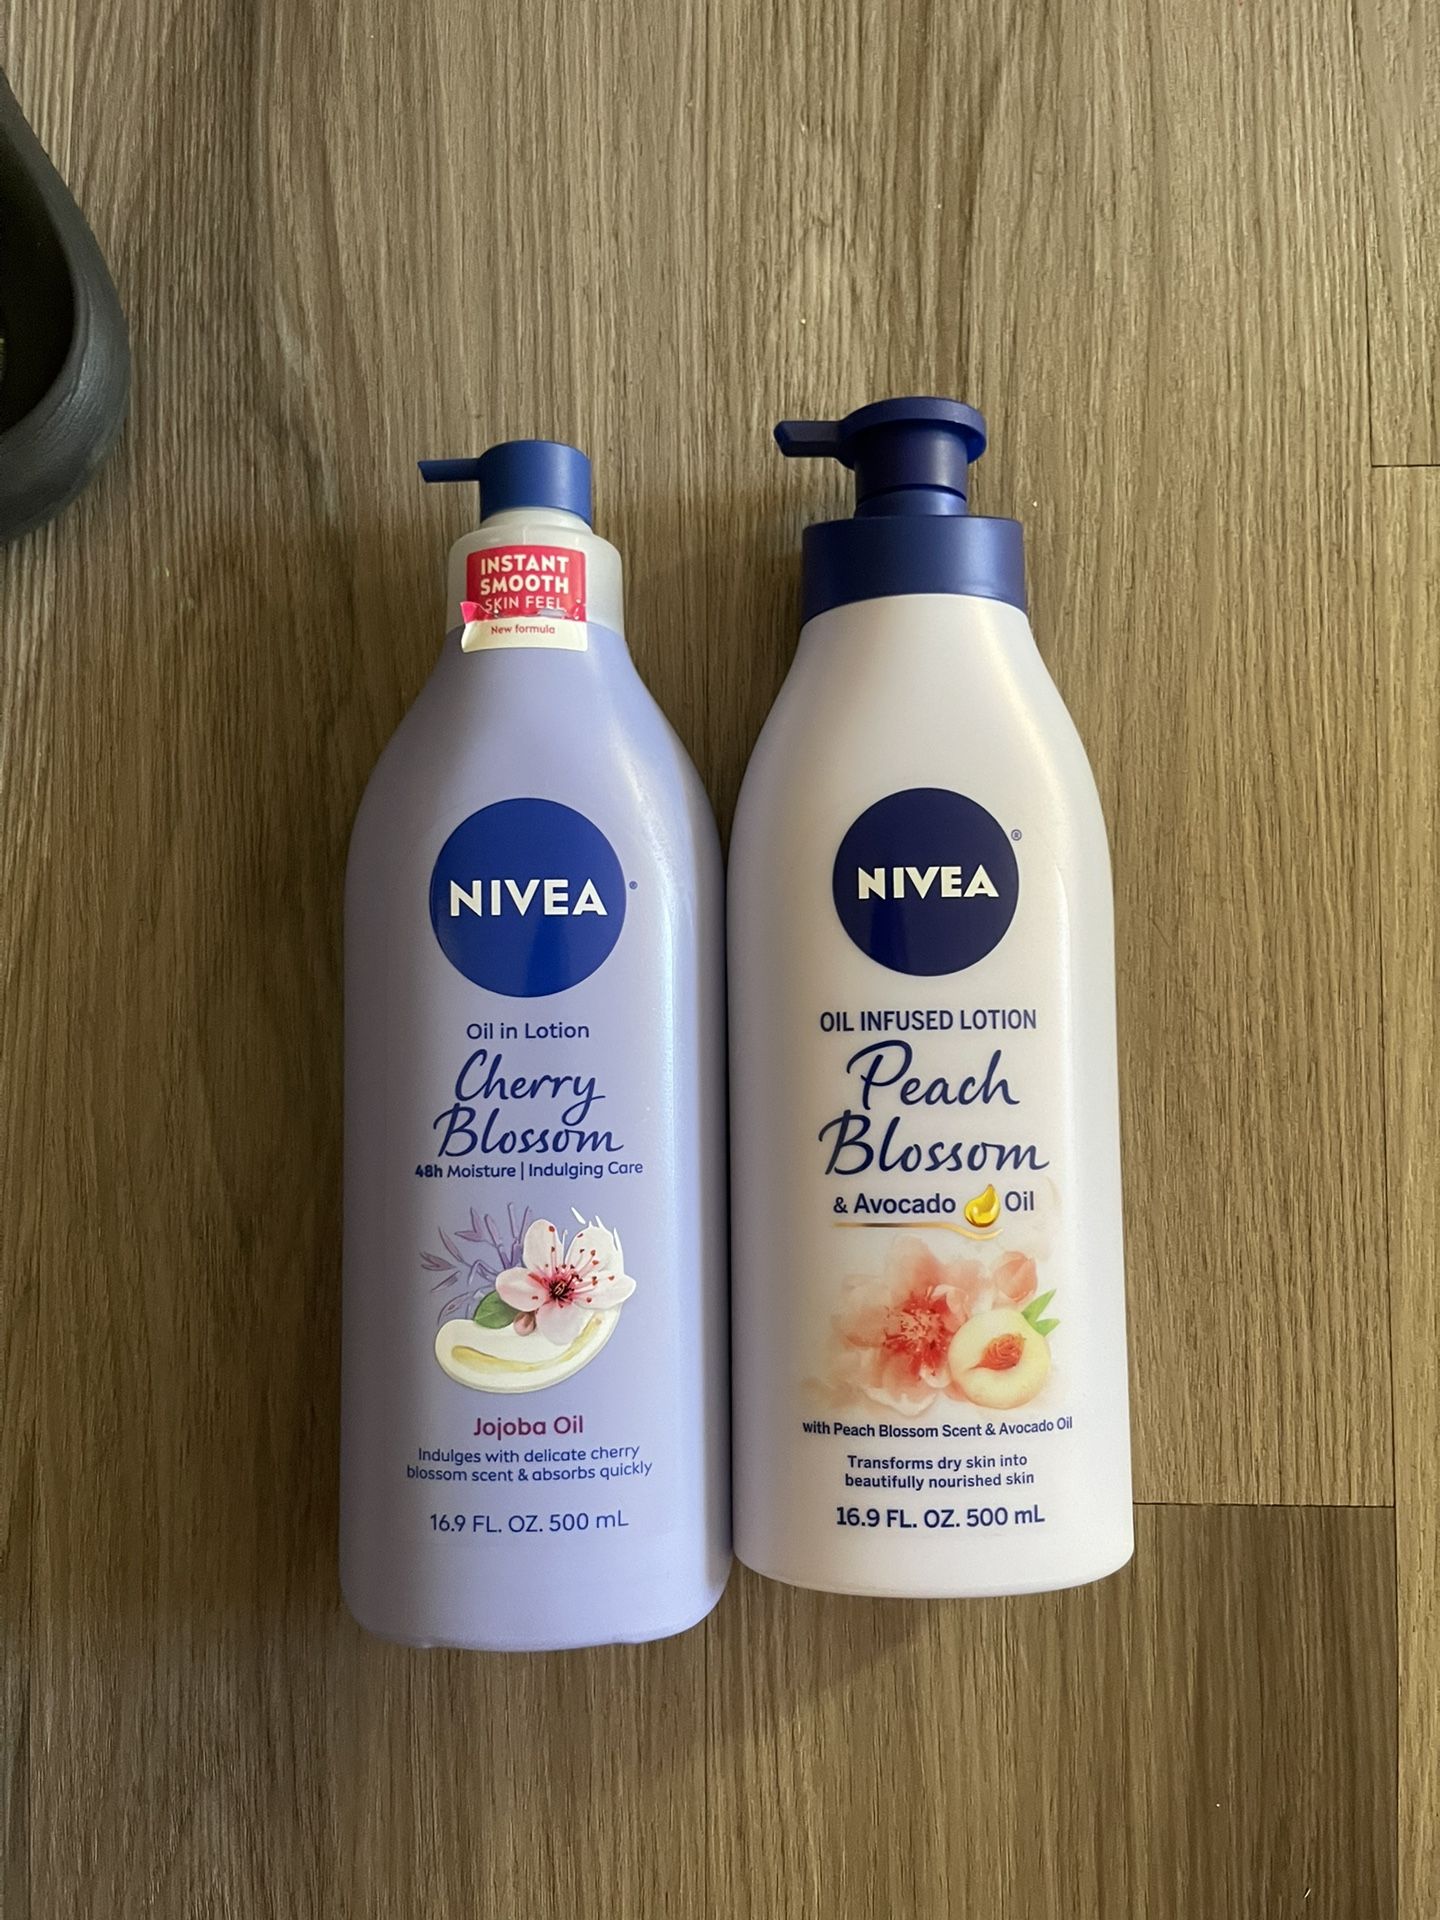 INSTANT
SMOOTH
SKIN FEEL
New formula
NIVEA®
Oil in Lotion
Cherry
Blossom
48h Moisture | Indulging Care
Jojoba Oil
Indulges with delicate cherry
blossom scent & absorbs quickly
16.9 FL. OZ. 500 mL
NIVEA®
OIL INFUSED LOTION
Peach
Blossom
& Avocado Oil
with Peach Blossom Scent & Avocado Oil
Transforms dry skin into
beautifully nourished skin
16.9 FL. OZ. 500 mL